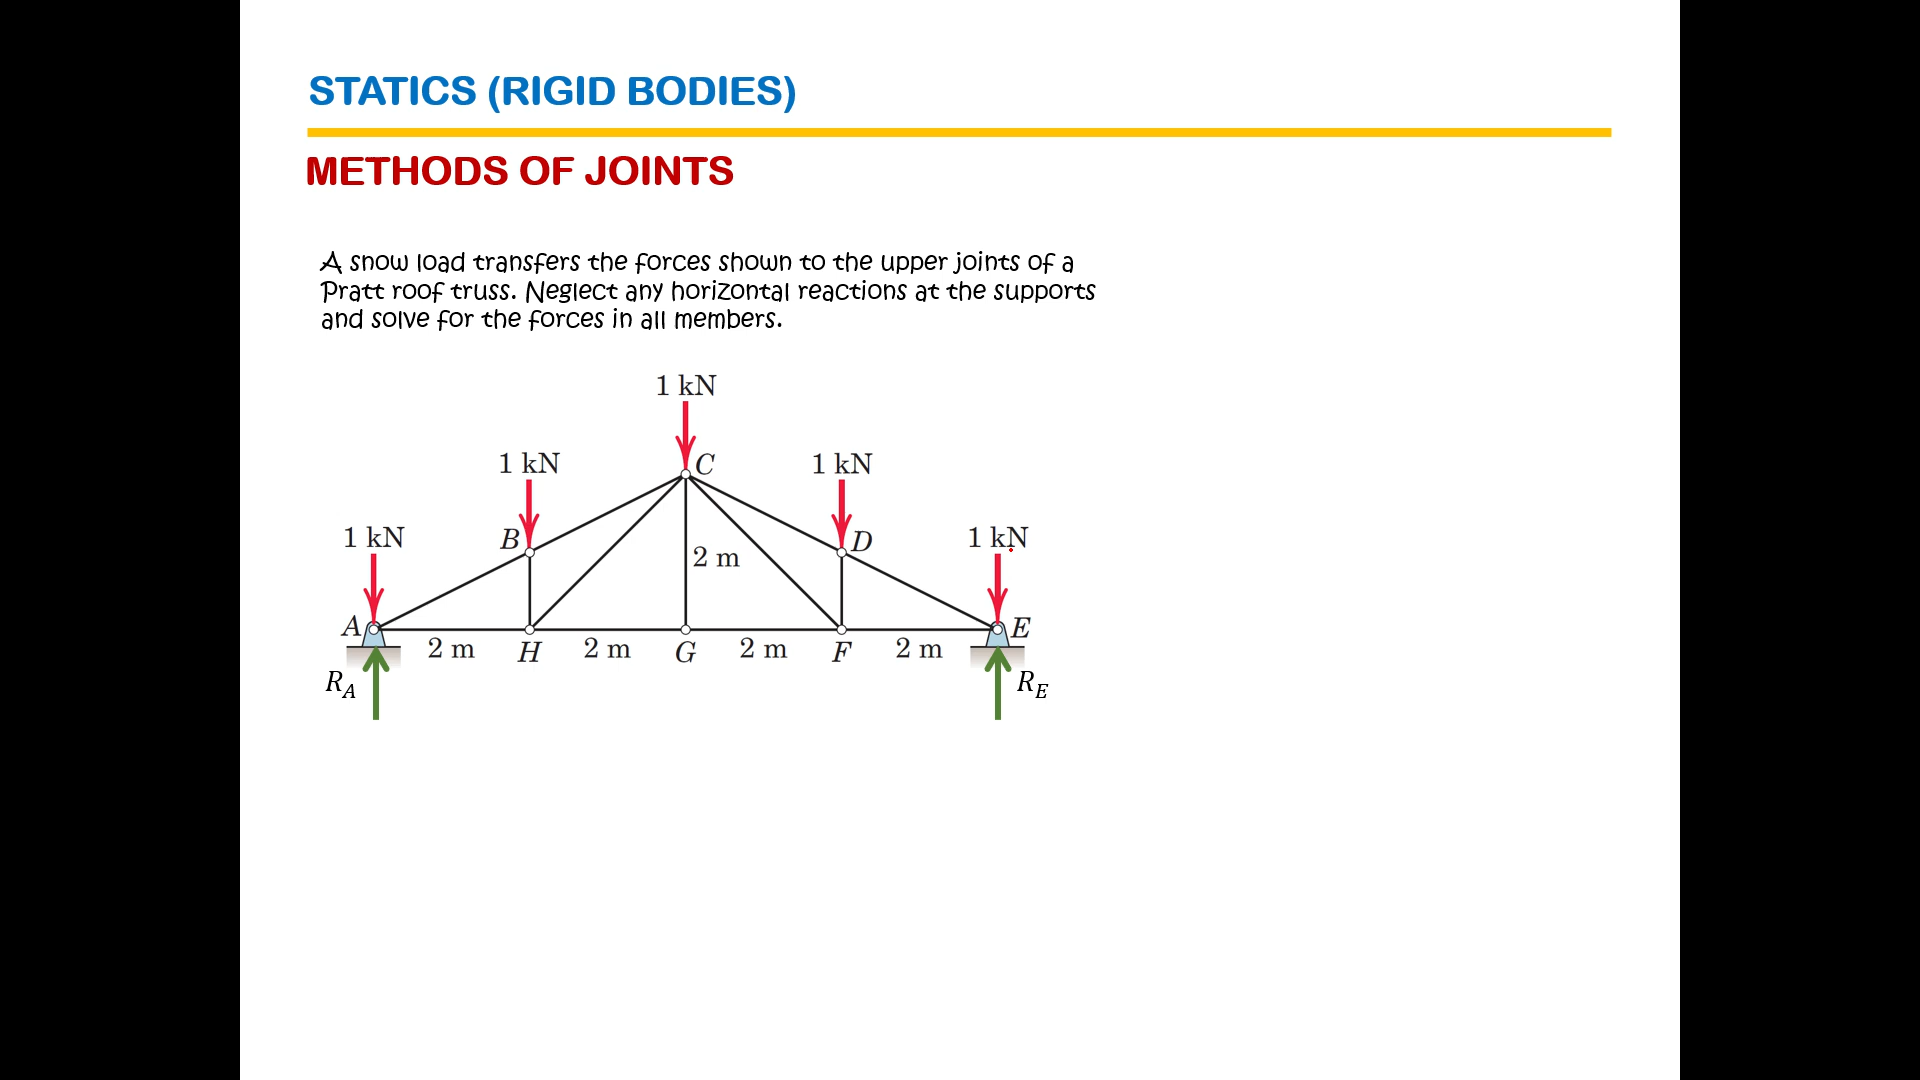 STATICS (RIGID BODIES)
METHODS OF JOINTS
A snow load transfers the forces shown to the upper joints of a
Pratt roof truss. Neglect any horizontal reactions at the supports
and solve for the forces in all members.
1 kN
1 kN
1 kN
C
1 kN
1 kN
B
D
2 m
A
E
2 m
H
2 m
G
2 m
F
2 m
R_A
R_E